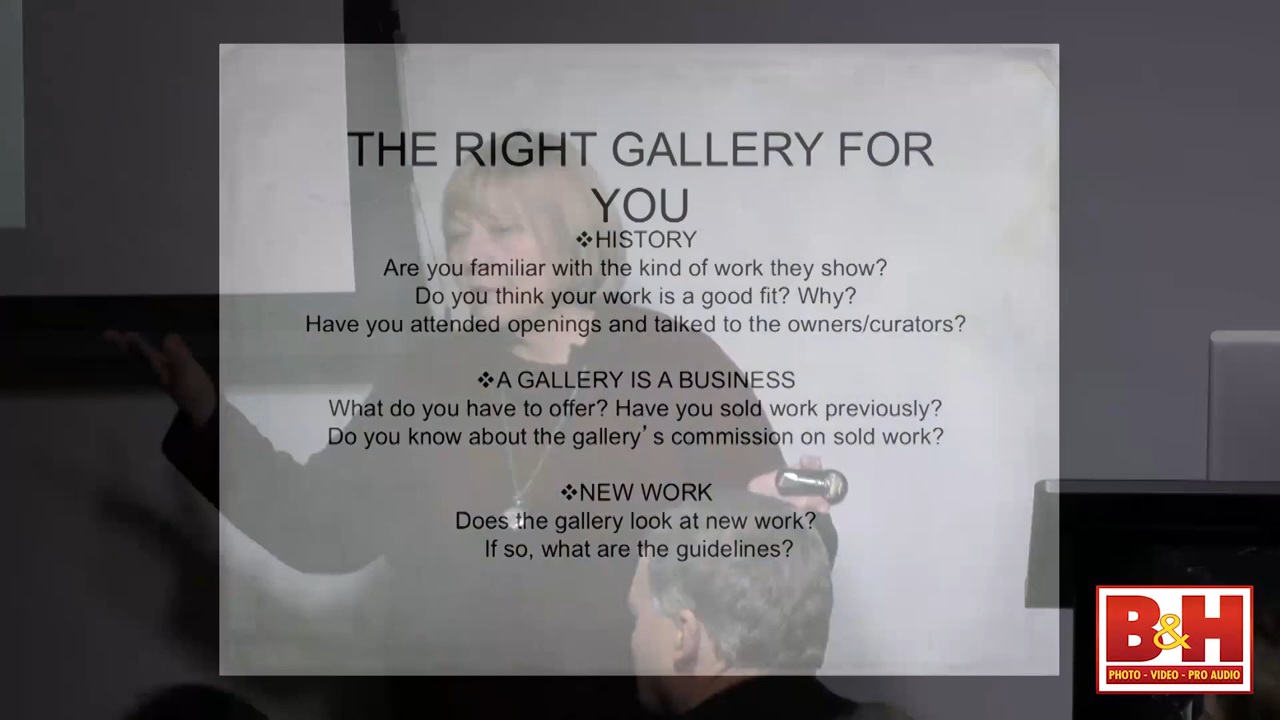 THE RIGHT GALLERY FOR
YOU
❖HISTORY
Are you familiar with the kind of work they show?
Do you think your work is a good fit? Why?
Have you attended openings and talked to the owners/curators?
❖A GALLERY IS A BUSINESS
What do you have to offer? Have you sold work previously?
Do you know about the gallery’s commission on sold work?
❖NEW WORK
Does the gallery look at new work?
If so, what are the guidelines?
B&H
PHOTO - VIDEO - PRO AUDIO